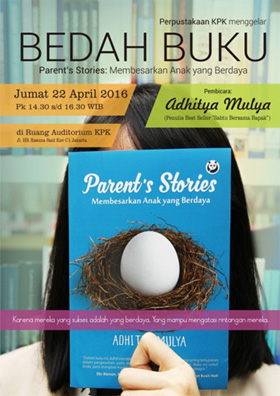 Perpustakaan KPK menggelar
BEDAH BUKU
Parent's Stories: Membesarkan Anak yang Berdaya
Jumat 22 April 2016
Pk 14.30 s/d 16.30 WIB
di Ruang Auditorium KPK
Jl. HR Rasuna Said Kav C1 Jakarta
Pembicara:
Adhitya Mulya
(Penulis Best Seller "Sabtu Bersama Bapak")
Parent's Stories
Membesarkan Anak yang Berdaya
Karena mereka yang sukses adalah yang berdaya. Yang mampu mengatasi rintangan mereka.
ADHITYA MULYA